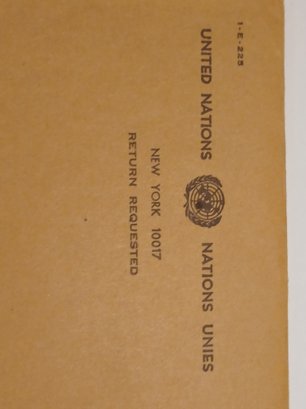 1-E-225
UNITED NATIONS NATIONS UNIES
NEW YORK 10017
RETURN REQUESTED